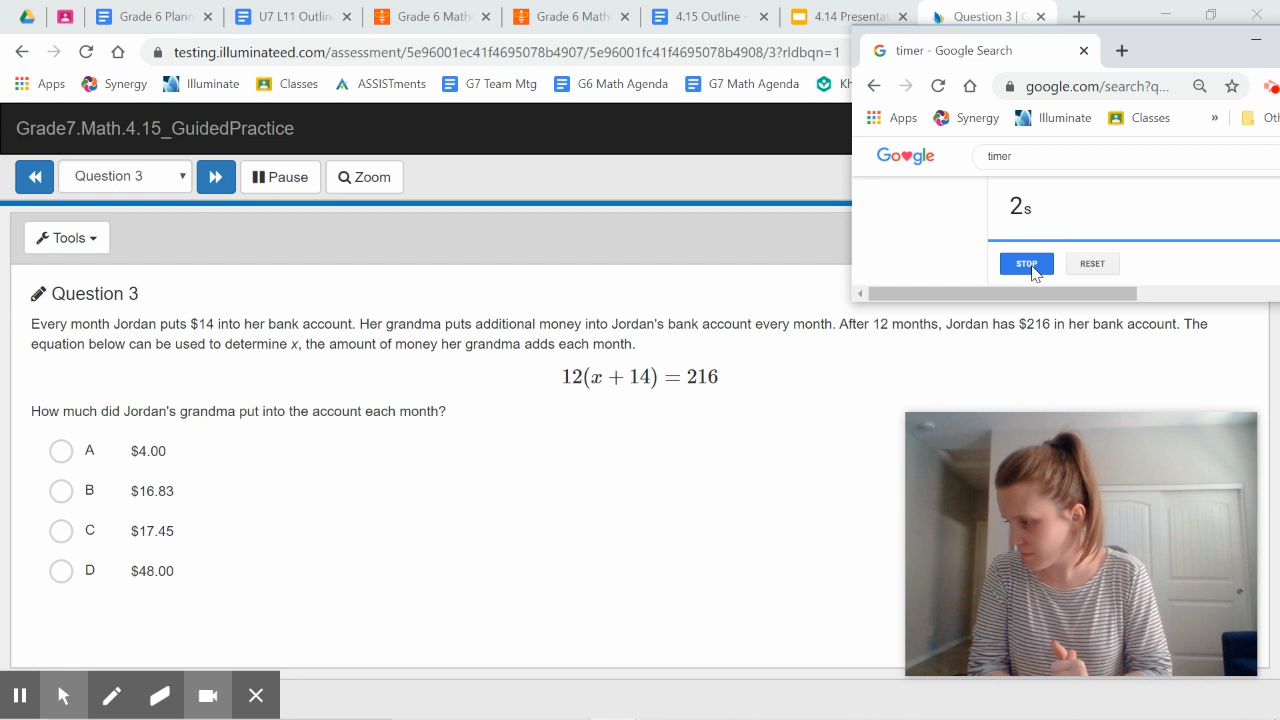 Grade 6 Plann
U7 L11 Outlin
Grade 6 Math
Grade 6 Math
4.15 Outline
4.14 Presenta
Question 3 | G
testing.illuminateed.com/assessment/5e96001ec41f4695078b4907/5e96001fc41f4695078b4908/3?rldbqn=1
Apps Synergy Illuminate Classes ASSISTments G7 Team Mtg G6 Math Agenda G7 Math Agenda Kh
timer - Google Search
google.com/search?q...
Apps Synergy Illuminate Classes » Oth
Google timer
2s
STOP RESET
Grade7.Math.4.15_GuidedPractice
Question 3 Pause Zoom
Tools
Question 3
Every month Jordan puts $14 into her bank account. Her grandma puts additional money into Jordan's bank account every month. After 12 months, Jordan has $216 in her bank account. The
equation below can be used to determine x, the amount of money her grandma adds each month.
12(x + 14) = 216
How much did Jordan's grandma put into the account each month?
A $4.00
B $16.83
C $17.45
D $48.00